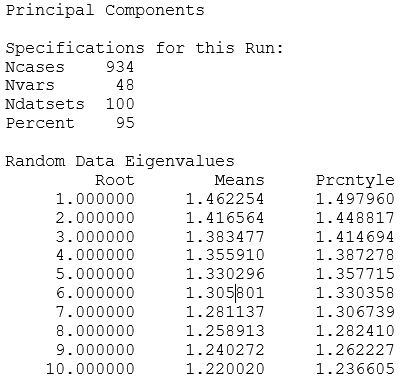 Principal Components
Specifications for this Run:
Ncases 934
Nvars 48
Ndatsets 100
Percent 95
Random Data Eigenvalues
Root Means Prcntyle
1.000000 1.462254 1.497960
2.000000 1.416564 1.448817
3.000000 1.383477 1.414694
4.000000 1.355910 1.387278
5.000000 1.330296 1.357715
6.000000 1.305801 1.330358
7.000000 1.281137 1.306739
8.000000 1.258913 1.282410
9.000000 1.240272 1.262227
10.000000 1.220020 1.236605